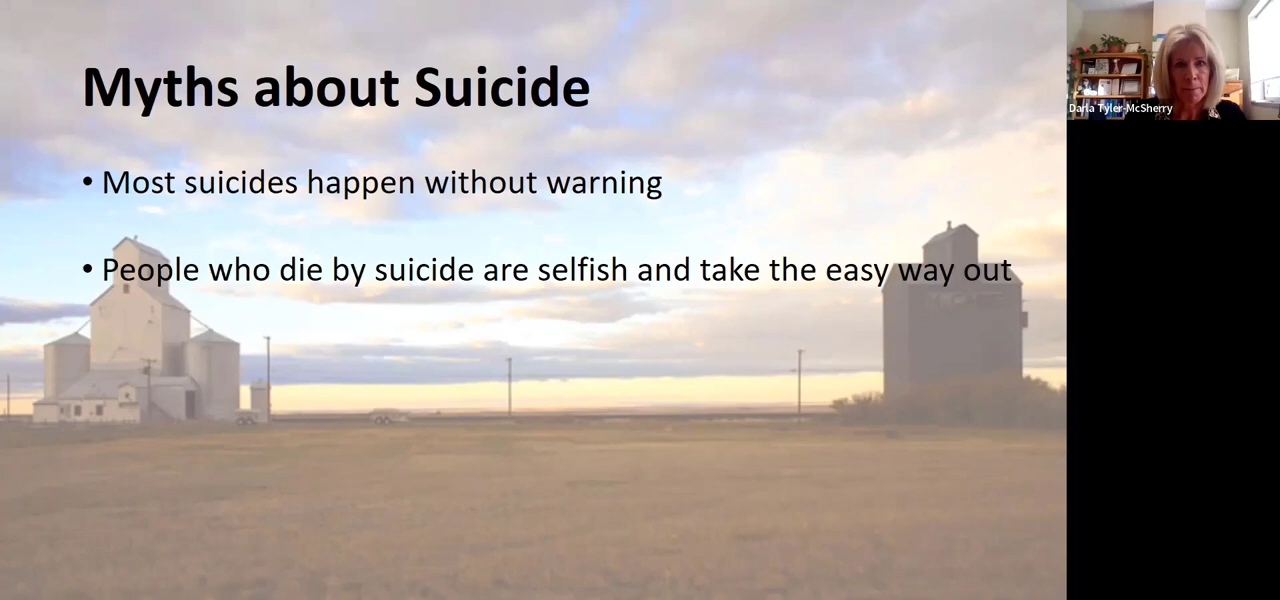 Myths about Suicide
• Most suicides happen without warning
• People who die by suicide are selfish and take the easy way out
Darla Tyler-McSherry